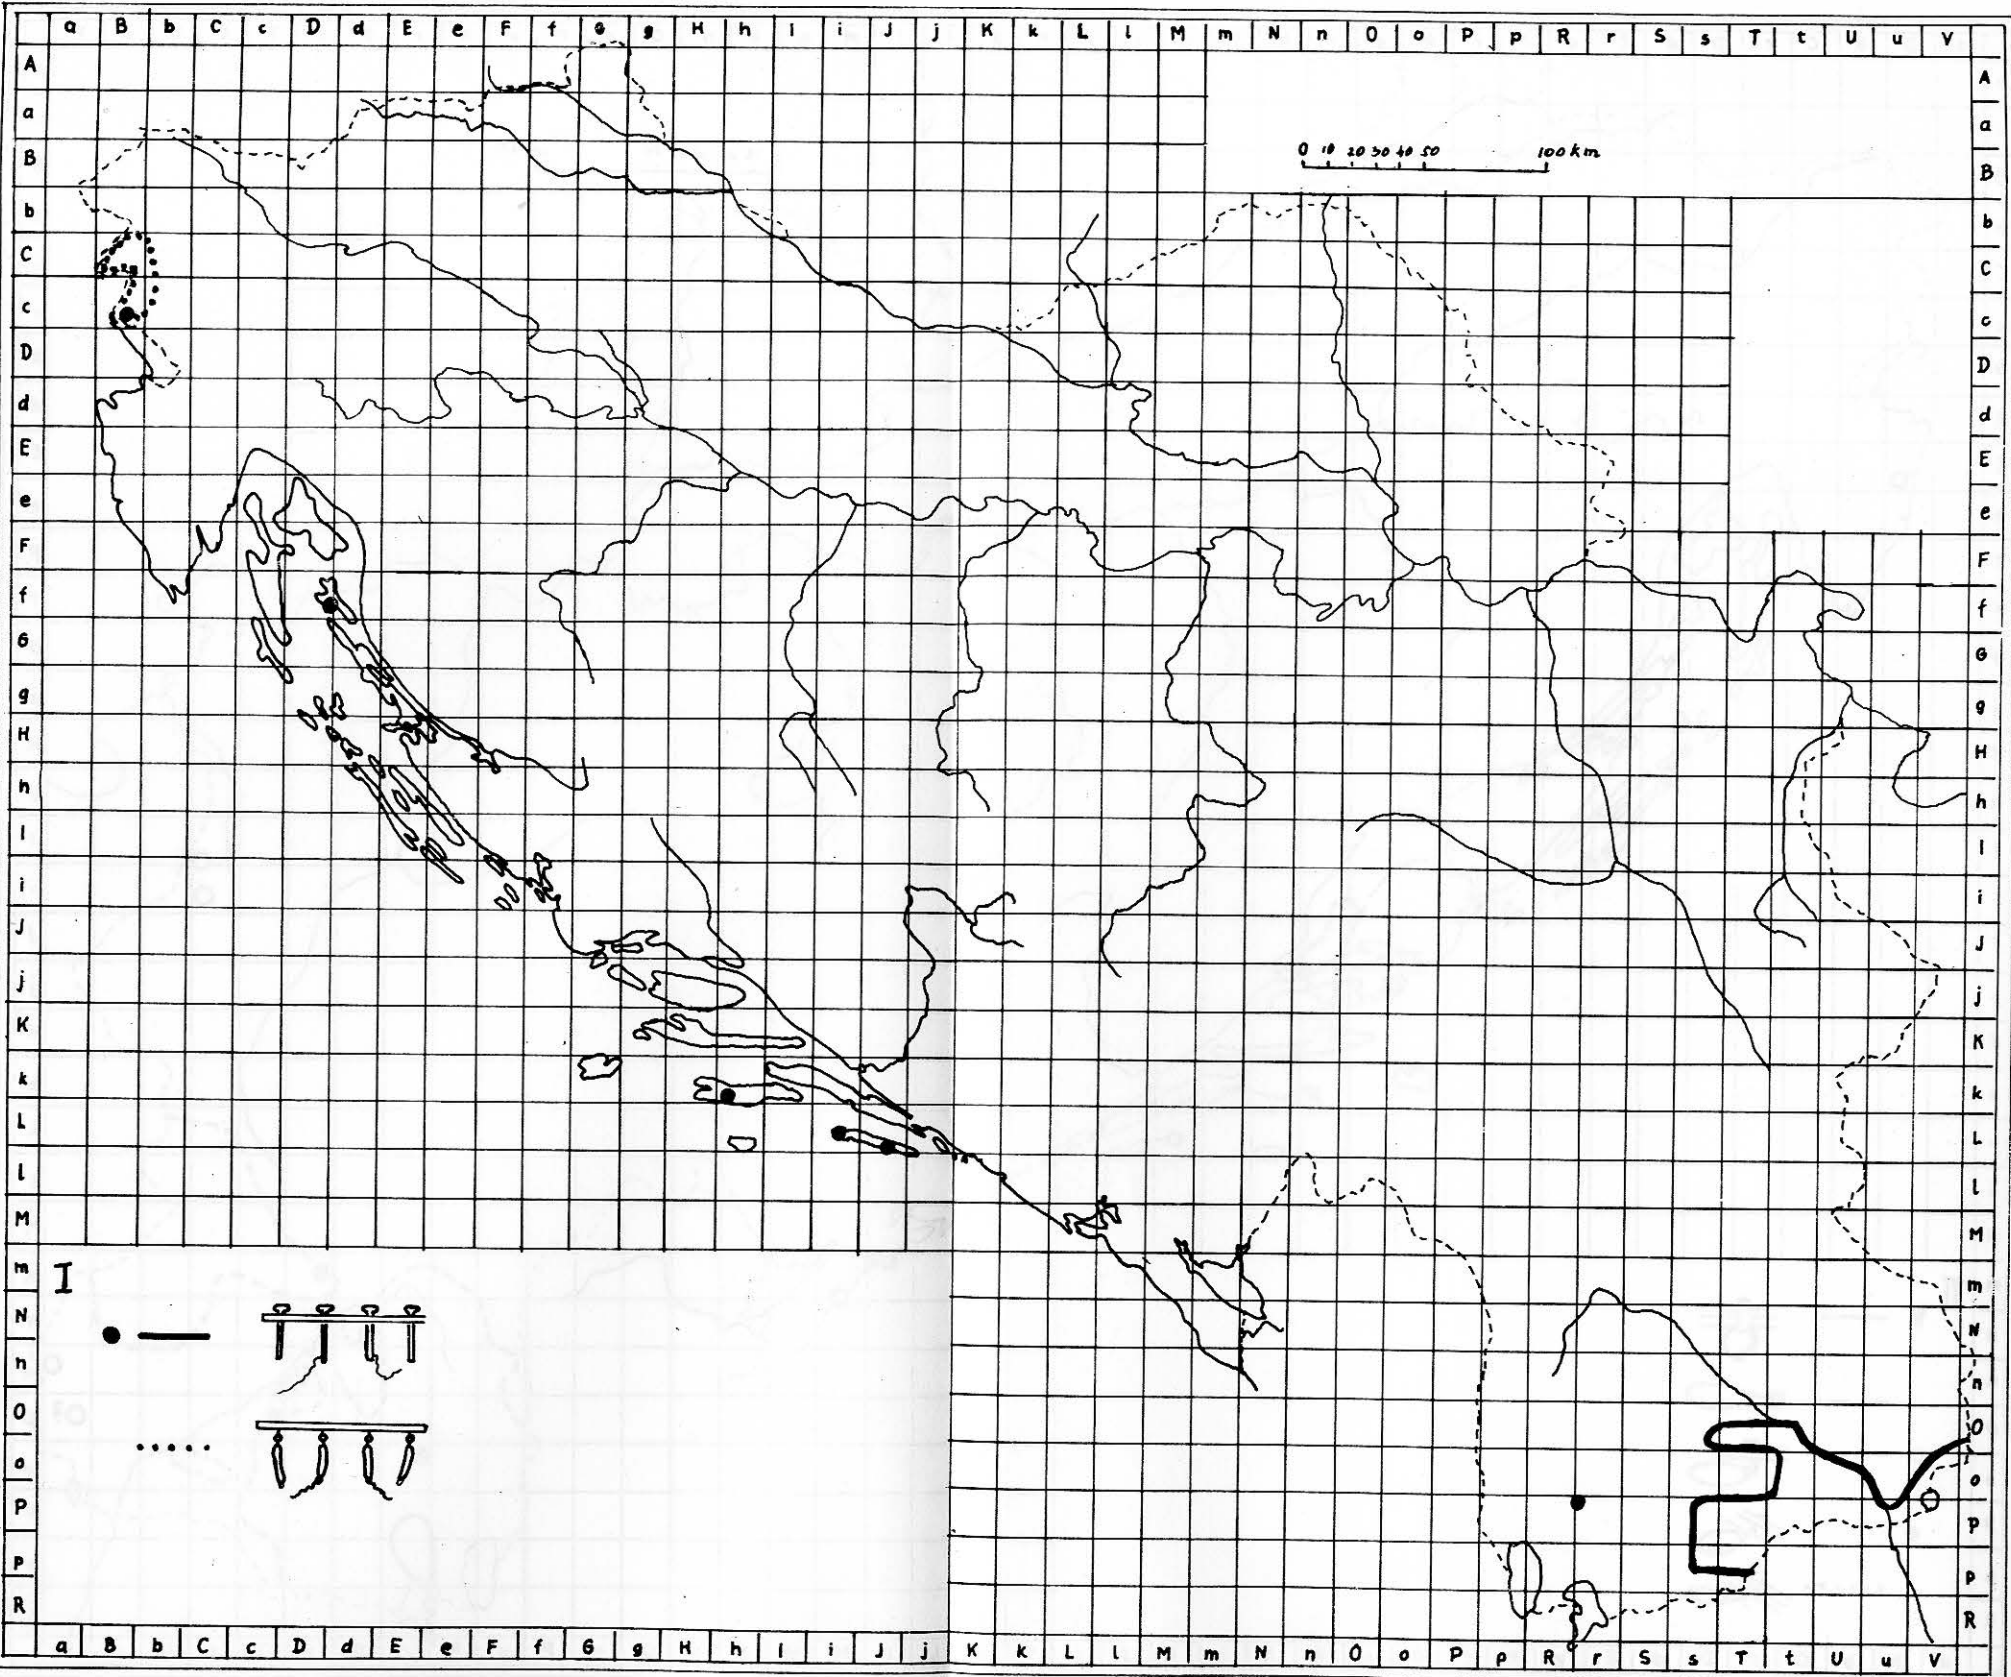 a B b C c D d E e F f G g H h I i J j K k L l M m N n O o P p R r S s T t U u V
0 10 20 30 40 50 100 km
A A
a a
B B
b b
C C
c c
D D
d d
E E
e e
F F
f f
G G
g g
H H
h h
I I
i i
J J
j j
K K
k k
L L
l l
M M
m m
I
N N
n n
O O
o o
P P
p p
R R
a B b C c D d E e F f G g H h I i J j K k L l M m N n O o P p R r S s T t U u V